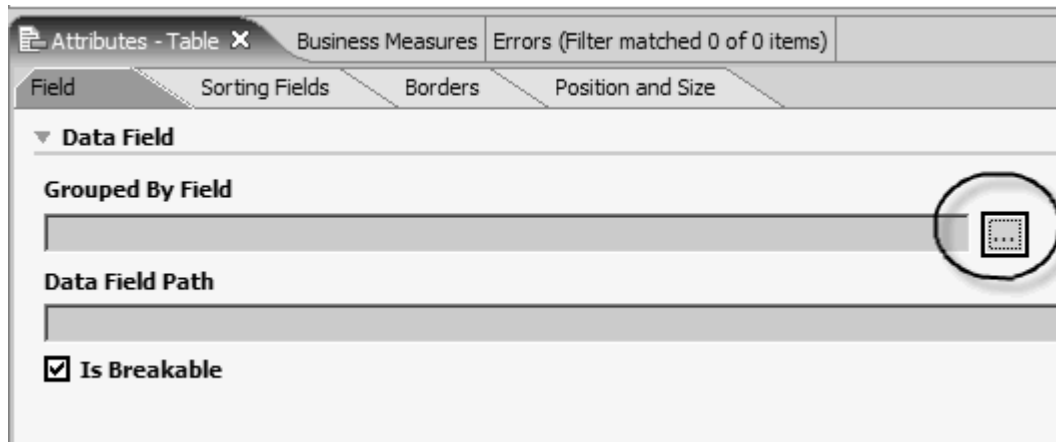 Attributes - Table Business Measures Errors (Filter matched 0 of 0 items)
Field Sorting Fields Borders Position and Size
Data Field
Grouped By Field
...
Data Field Path
Is Breakable